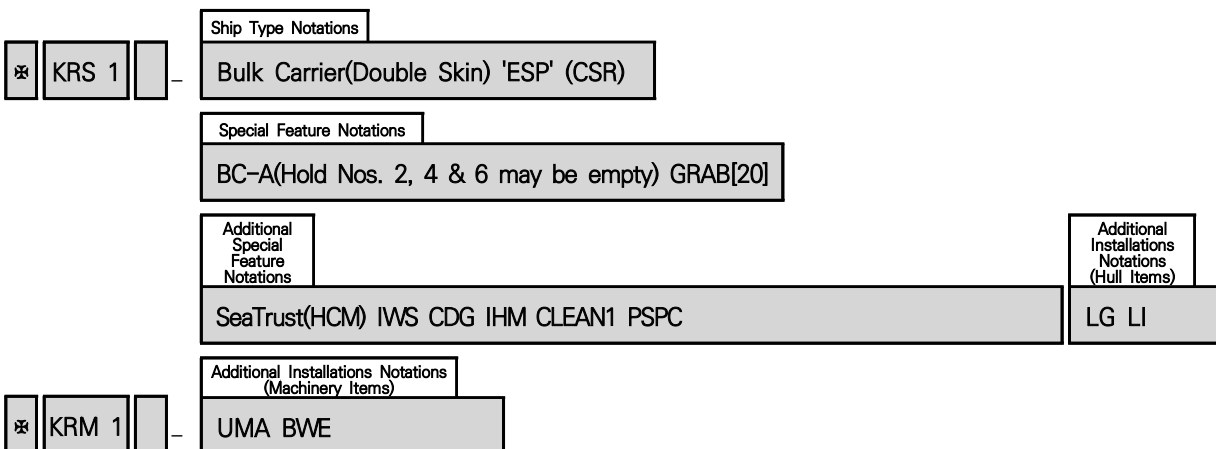 Ship Type Notations
✠ KRS 1 _ Bulk Carrier(Double Skin) 'ESP' (CSR)
Special Feature Notations
BC-A(Hold Nos. 2, 4 & 6 may be empty) GRAB[20]
Additional
Special
Feature
Notations
Additional
Installations
Notations
(Hull Items)
SeaTrust(HCM) IWS CDG IHM CLEAN1 PSPC
LG LI
Additional Installations Notations
(Machinery Items)
✠ KRM 1 _ UMA BWE